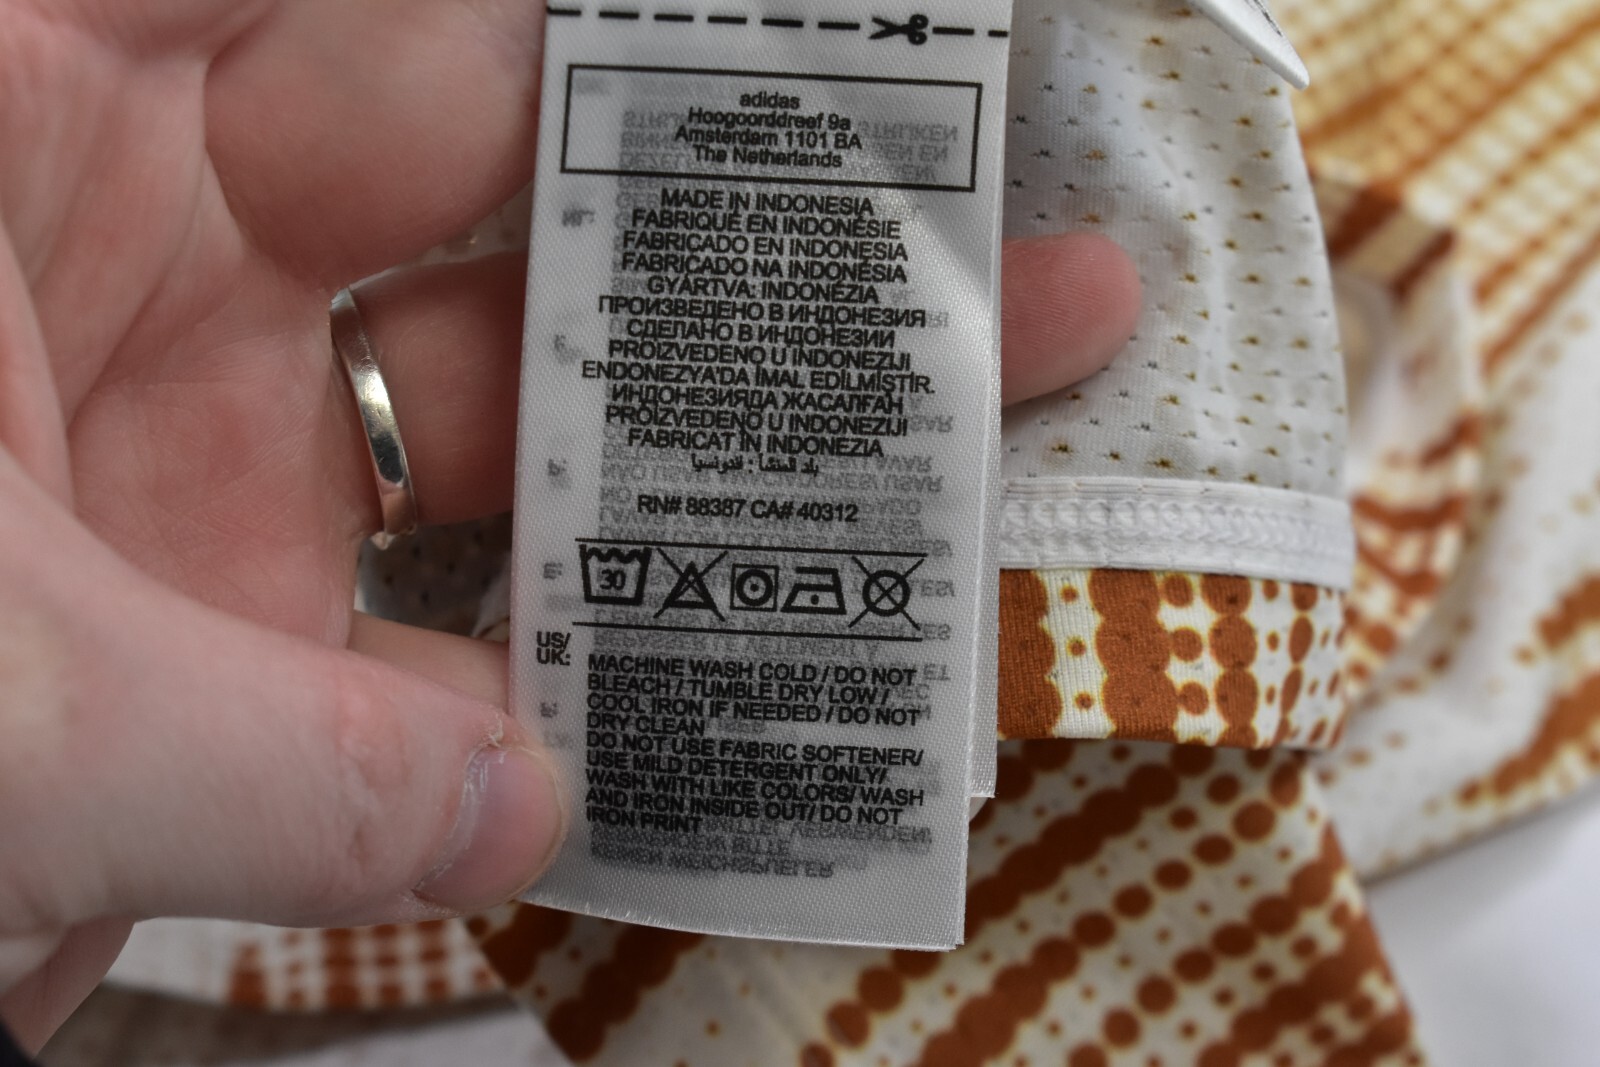 adidas
Hoogoorddreef 9a
Amsterdam 1101 BA
The Netherlands
MADE IN INDONESIA
FABRIQUÉ EN INDONÉSIE
FABRICADO EN INDONESIA
FABRICADO NA INDONÉSIA
GYÁRTVA: INDONÉZIA
ПРОИЗВЕДЕНО В ИНДОНЕЗИЯ
СДЕЛАНО В ИНДОНЕЗИИ
PROIZVEDENO U INDONEZIJI
ENDONEZYA'DA İMAL EDİLMİŞTİR.
ИНДОНЕЗИЯДА ЖАСАЛҒАН
PROIZVEDENO U INDONEZIJI
FABRICAT ÎN INDONEZIA
بلد المنشأ : إندونسيا
RN# 88387 CA# 40312
30
US/
UK:
MACHINE WASH COLD / DO NOT
BLEACH / TUMBLE DRY LOW /
COOL IRON IF NEEDED / DO NOT
DRY CLEAN
DO NOT USE FABRIC SOFTENER/
USE MILD DETERGENT ONLY/
WASH WITH LIKE COLORS/ WASH
AND IRON INSIDE OUT/ DO NOT
IRON PRINT